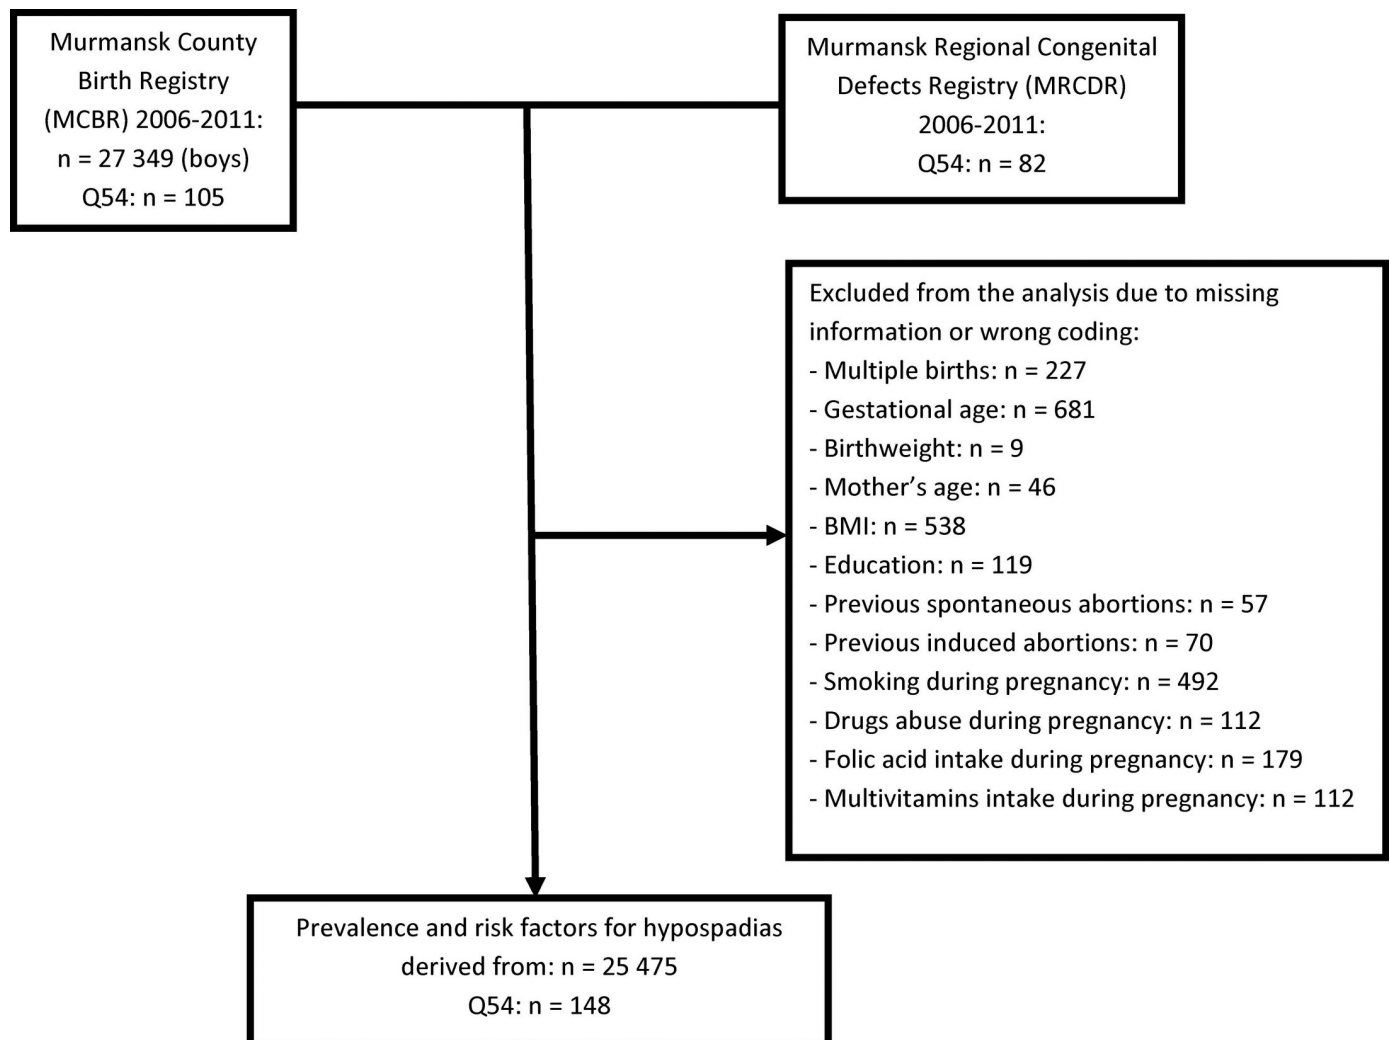 Murmansk County
Birth Registry
(MCBR) 2006-2011:
n = 27 349 (boys)
Q54: n = 105
Murmansk Regional Congenital
Defects Registry (MRCDR)
2006-2011:
Q54: n = 82
Excluded from the analysis due to missing
information or wrong coding:
- Multiple births: n = 227
- Gestational age: n = 681
- Birthweight: n = 9
- Mother’s age: n = 46
- BMI: n = 538
- Education: n = 119
- Previous spontaneous abortions: n = 57
- Previous induced abortions: n = 70
- Smoking during pregnancy: n = 492
- Drugs abuse during pregnancy: n = 112
- Folic acid intake during pregnancy: n = 179
- Multivitamins intake during pregnancy: n = 112
Prevalence and risk factors for hypospadias
derived from: n = 25 475
Q54: n = 148